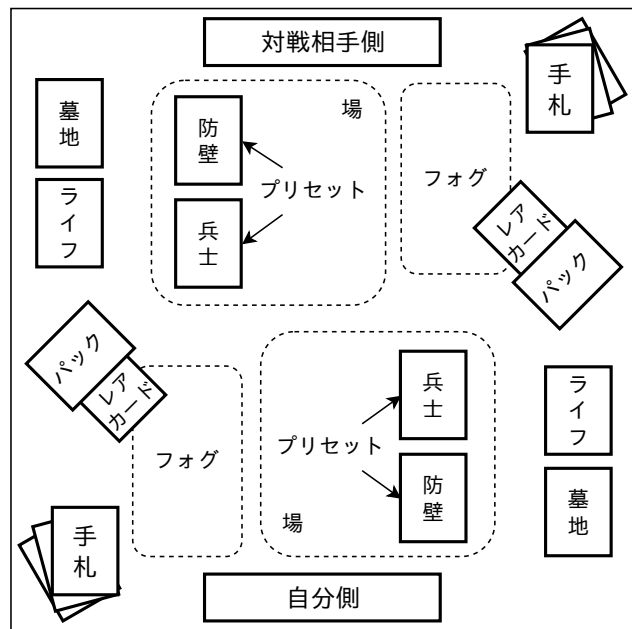 対戦相手側
手札
墓地
防壁
場
プリセット
フォグ
ライフ
兵士
レア
カード
パック
パック
レア
カード
兵士
ライフ
プリセット
フォグ
防壁
墓地
手札
場
自分側